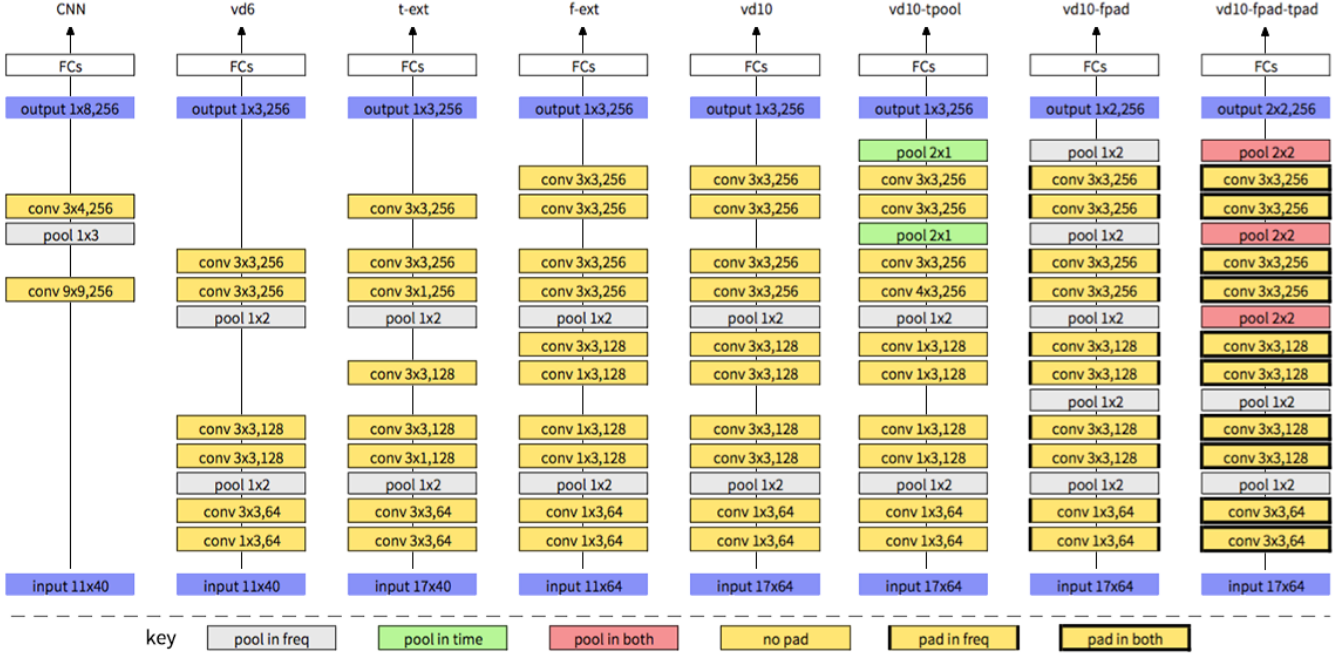 CNN vd6 t-ext f-ext vd10 vd10-tpool vd10-fpad vd10-fpad-tpad
FCs FCs FCs FCs FCs FCs FCs FCs
output 1x8,256 output 1x3,256 output 1x3,256 output 1x3,256 output 1x3,256 output 1x3,256 output 1x2,256 output 2x2,256
pool 2x1 pool 1x2 pool 2x2
conv 3x3,256 conv 3x3,256 conv 3x3,256 conv 3x3,256 conv 3x3,256
conv 3x4,256 conv 3x3,256 conv 3x3,256 conv 3x3,256 conv 3x3,256 conv 3x3,256 conv 3x3,256
pool 1x3 pool 2x1 pool 1x2 pool 2x2
conv 3x3,256 conv 3x3,256 conv 3x3,256 conv 3x3,256 conv 3x3,256 conv 3x3,256 conv 3x3,256
conv 9x9,256 conv 3x3,256 conv 3x1,256 conv 3x3,256 conv 3x3,256 conv 4x3,256 conv 3x3,256 conv 3x3,256
pool 1x2 pool 1x2 pool 1x2 pool 1x2 pool 1x2 pool 1x2 pool 2x2
conv 3x3,128 conv 3x3,128 conv 1x3,128 conv 3x3,128 conv 3x3,128
conv 3x3,128 conv 1x3,128 conv 3x3,128 conv 1x3,128 conv 3x3,128 conv 3x3,128
pool 1x2 pool 1x2
conv 3x3,128 conv 3x3,128 conv 1x3,128 conv 1x3,128 conv 1x3,128 conv 3x3,128 conv 3x3,128
conv 3x3,128 conv 3x1,128 conv 1x3,128 conv 3x3,128 conv 1x3,128 conv 3x3,128 conv 3x3,128
pool 1x2 pool 1x2 pool 1x2 pool 1x2 pool 1x2 pool 1x2 pool 1x2
conv 3x3,64 conv 3x3,64 conv 1x3,64 conv 1x3,64 conv 1x3,64 conv 1x3,64 conv 3x3,64
conv 1x3,64 conv 3x3,64 conv 1x3,64 conv 1x3,64 conv 1x3,64 conv 1x3,64 conv 3x3,64
input 11x40 input 11x40 input 17x40 input 11x64 input 17x64 input 17x64 input 17x64 input 17x64
key pool in freq pool in time pool in both no pad pad in freq pad in both